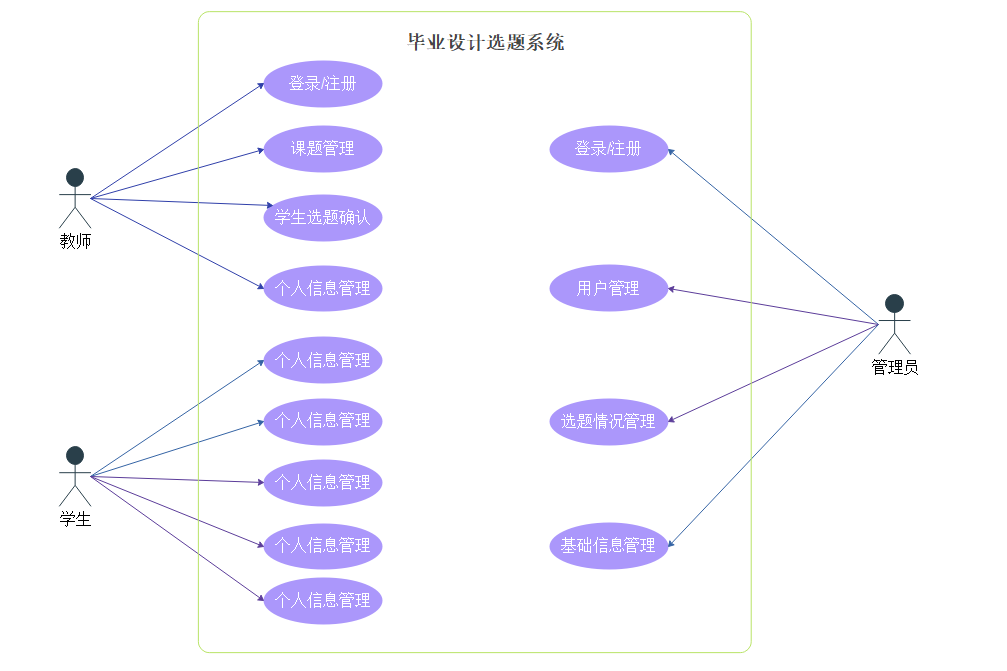 毕业设计选题系统
登录/注册
课题管理
学生选题确认
个人信息管理
教师
个人信息管理
个人信息管理
个人信息管理
个人信息管理
个人信息管理
学生
登录/注册
用户管理
选题情况管理
基础信息管理
管理员